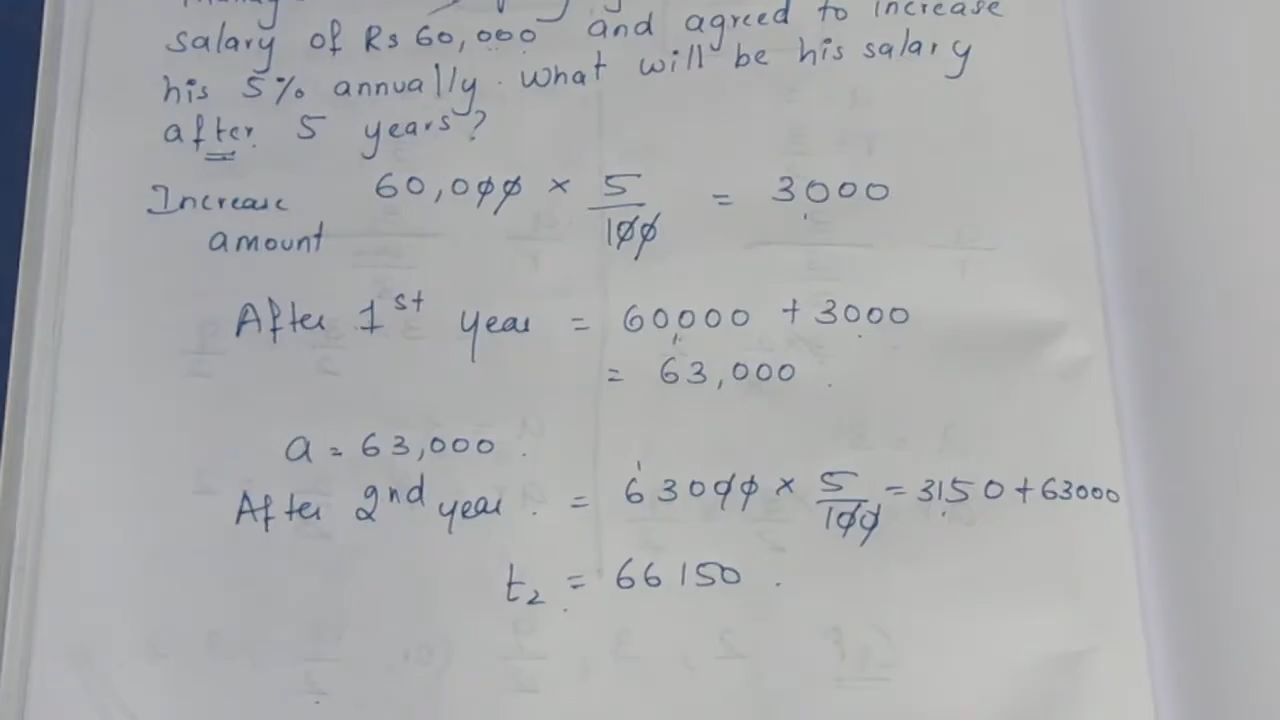 salary of Rs 60,000 and agreed to increase
his 5% annually. What will be his salary
after 5 years?
Increase amount 60,000 × 5/100 = 3000
After 1st year = 60000 + 3000
= 63,000
a = 63,000.
After 2nd year = 63000 × 5/100 = 3150 + 63000
t2 = 66150.